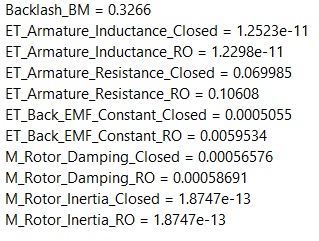 Backlash_BM = 0.3266
ET_Armature_Inductance_Closed = 1.2523e-11
ET_Armature_Inductance_RO = 1.2298e-11
ET_Armature_Resistance_Closed = 0.069985
ET_Armature_Resistance_RO = 0.10608
ET_Back_EMF_Constant_Closed = 0.0005055
ET_Back_EMF_Constant_RO = 0.0059534
M_Rotor_Damping_Closed = 0.00056576
M_Rotor_Damping_RO = 0.00058691
M_Rotor_Inertia_Closed = 1.8747e-13
M_Rotor_Inertia_RO = 1.8747e-13